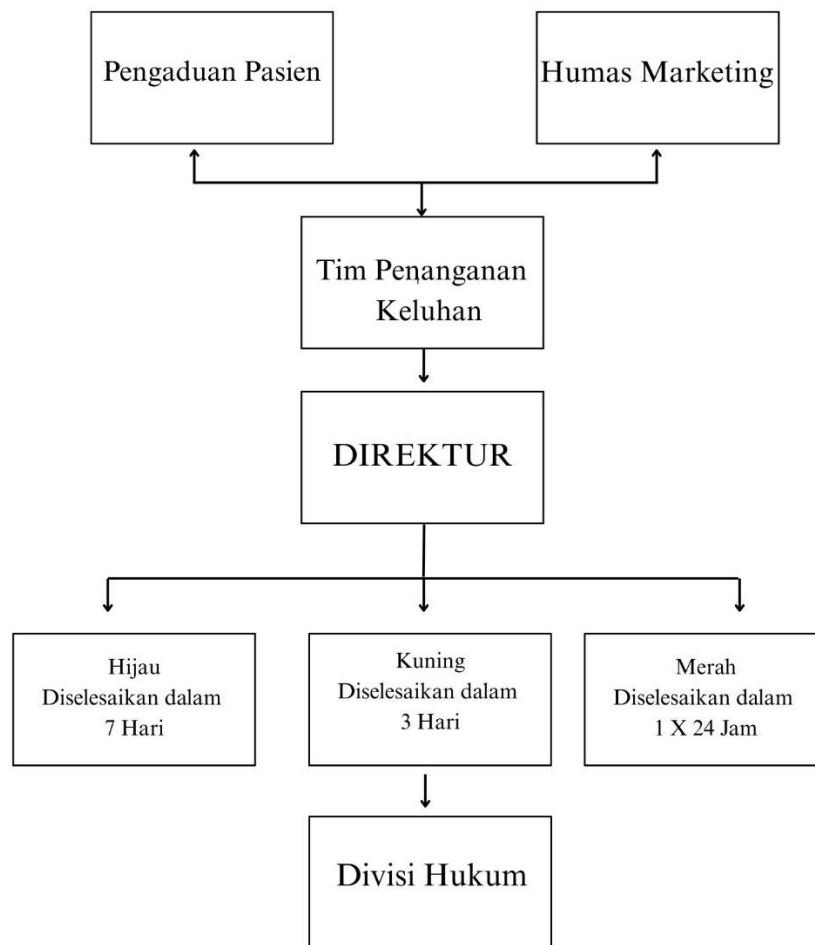 Pengaduan Pasien
Humas Marketing
Tim Penanganan
Keluhan
DIREKTUR
Hijau
Diselesaikan dalam
7 Hari
Kuning
Diselesaikan dalam
3 Hari
Merah
Diselesaikan dalam
1 X 24 Jam
Divisi Hukum